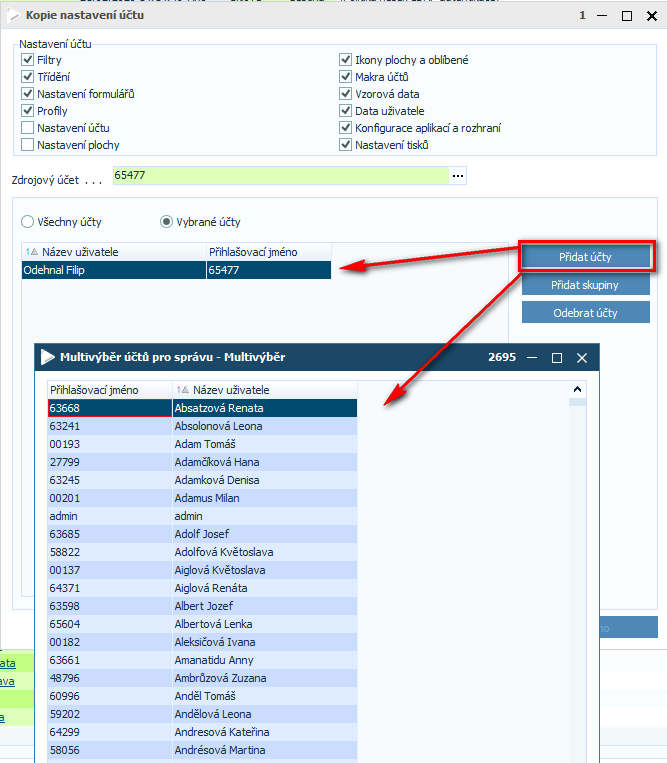 Kopie nastavení účtu 1
Nastavení účtu
Filtry
Třídění
Nastavení formulářů
Profily
Nastavení účtu
Nastavení plochy
Ikony plochy a oblíbené
Makra účtů
Vzorová data
Data uživatele
Konfigurace aplikací a rozhraní
Nastavení tisků
Zdrojový účet . . . 65477 ...
Všechny účty Vybrané účty
1 Název uživatele Přihlašovací jméno
Odehnal Filip 65477
Přidat účty
Přidat skupiny
Odebrat účty
Multivýběr účtů pro správu - Multivýběr 2695
Přihlašovací jméno 1 Název uživatele
63668 Absatzová Renata
63241 Absolonová Leona
00193 Adam Tomáš
27799 Adamčíková Hana
63245 Adamková Denisa
00201 Adamus Milan
admin admin
63685 Adolf Josef
58822 Adolfová Květoslava
00137 Aiglová Květoslava
64371 Aiglová Renáta
63598 Albert Jozef
65604 Albertová Lenka
00182 Aleksičová Ivana
63661 Amanatidu Anny
48796 Ambrůzová Zuzana
60996 Anděl Tomáš
59202 Andělová Leona
64299 Andresová Kateřina
58056 Andrésová Martina